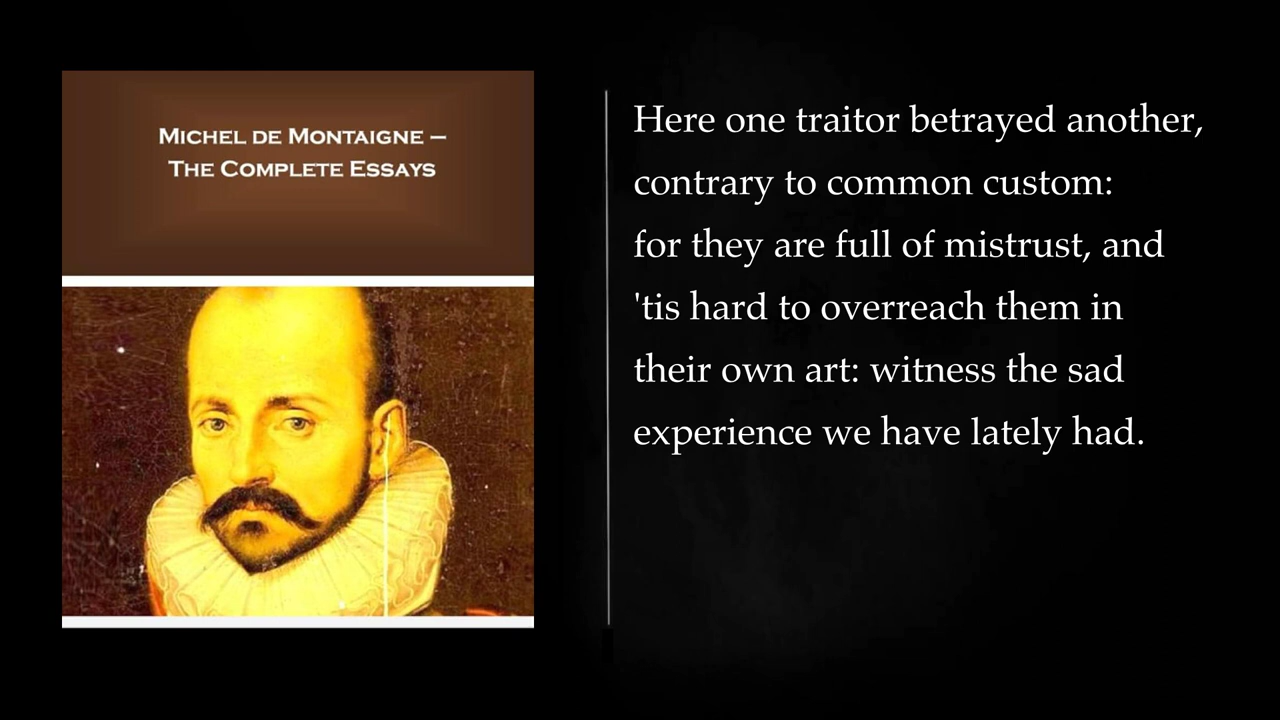 MICHEL DE MONTAIGNE –
THE COMPLETE ESSAYS
Here one traitor betrayed another,
contrary to common custom:
for they are full of mistrust, and
'tis hard to overreach them in
their own art: witness the sad
experience we have lately had.